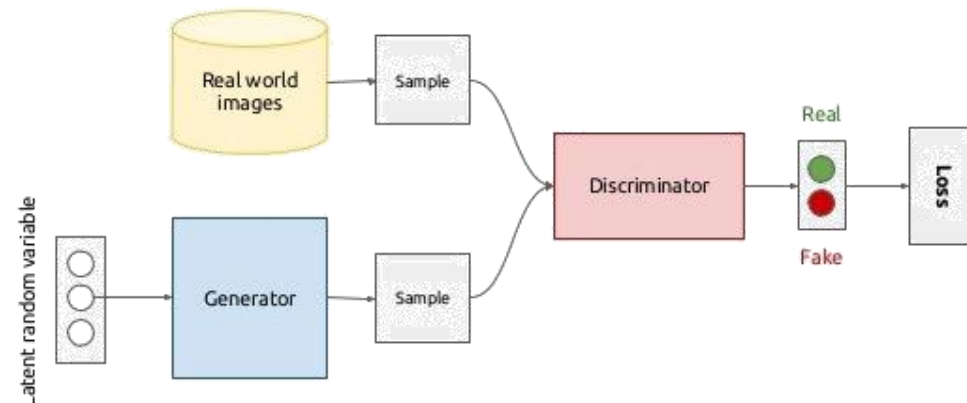 Real world
images
Sample
Real
Discriminator
Loss
Fake
Latent random variable
Generator
Sample